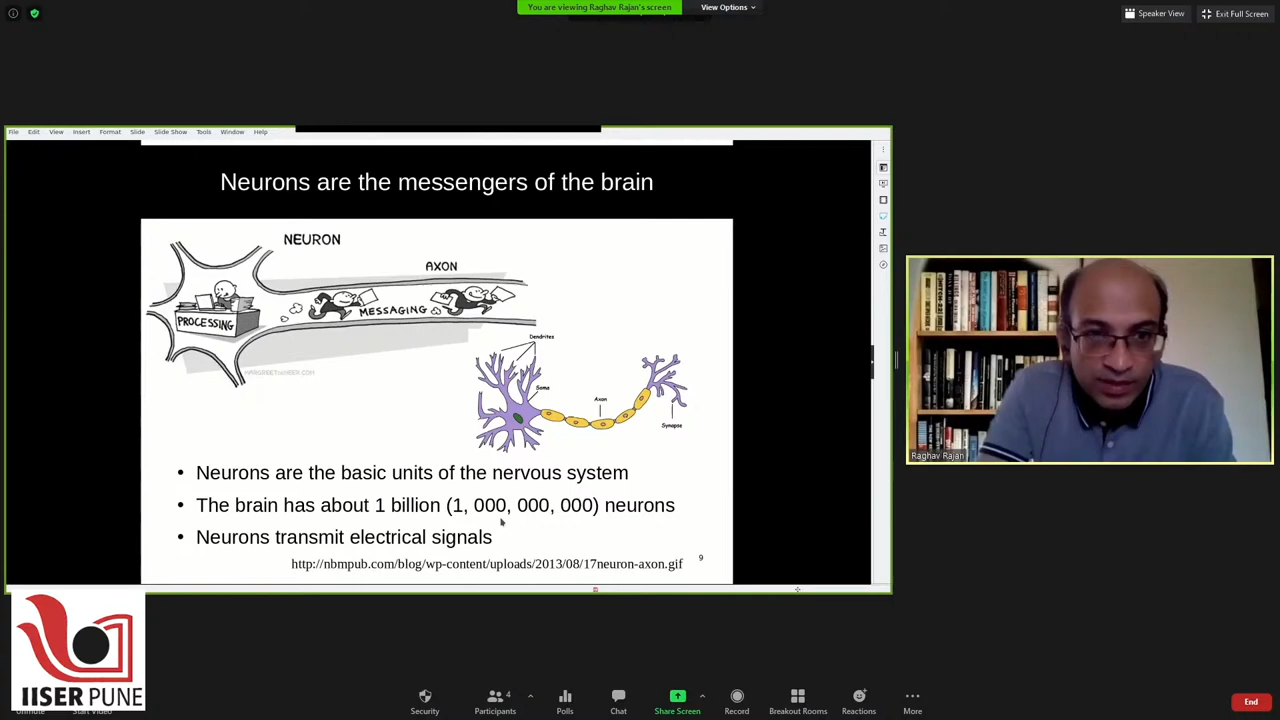 You are viewing Raghav Rajan's screen
View Options
Speaker View
Exit Full Screen
File Edit View Insert Format Slide Slide Show Tools Window Help
Neurons are the messengers of the brain
NEURON
AXON
PROCESSING
MESSAGING
Dendrites
Soma
Axon
Synapse
• Neurons are the basic units of the nervous system
• The brain has about 1 billion (1, 000, 000, 000) neurons
• Neurons transmit electrical signals
http://nbmpub.com/blog/wp-content/uploads/2013/08/17neuron-axon.gif
9
Raghav Rajan
IISER PUNE
Unmute
Start Video
Security
Participants
4
Polls
Chat
Share Screen
Record
Breakout Rooms
Reactions
More
End